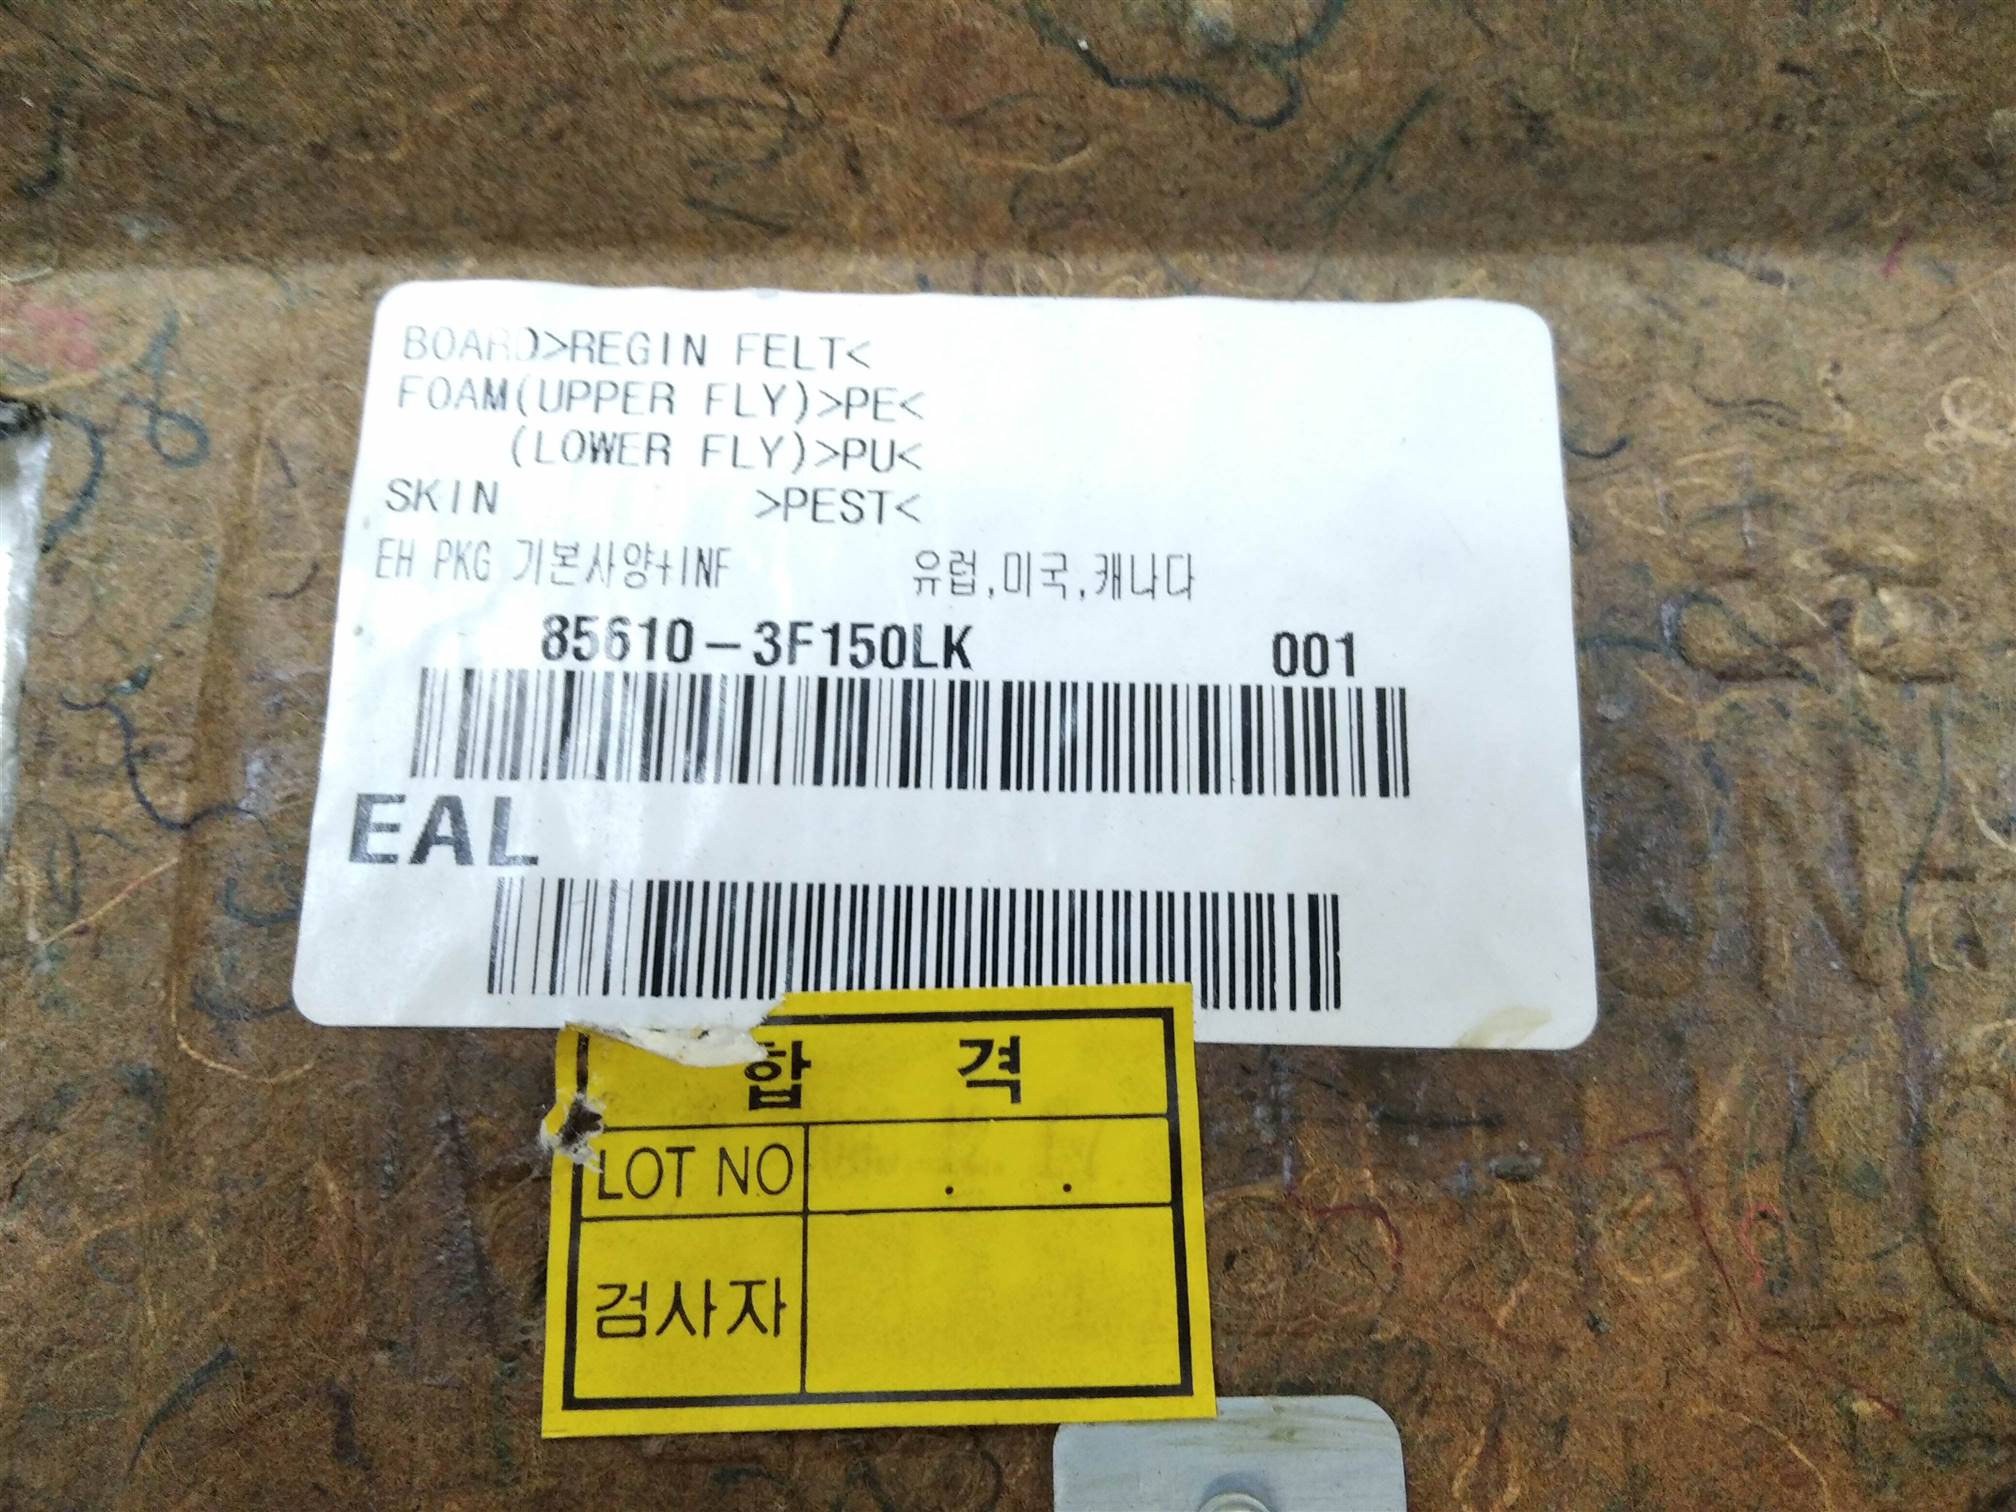 BOARD>REGIN FELT<
FOAM(UPPER FLY)>PE<
(LOWER FLY)>PU<
SKIN >PEST<
EH PKG 기본사양+INF 유럽,미국,캐나다
85610-3F150LK 001
EAL
합 격
LOT NO . .
검사자